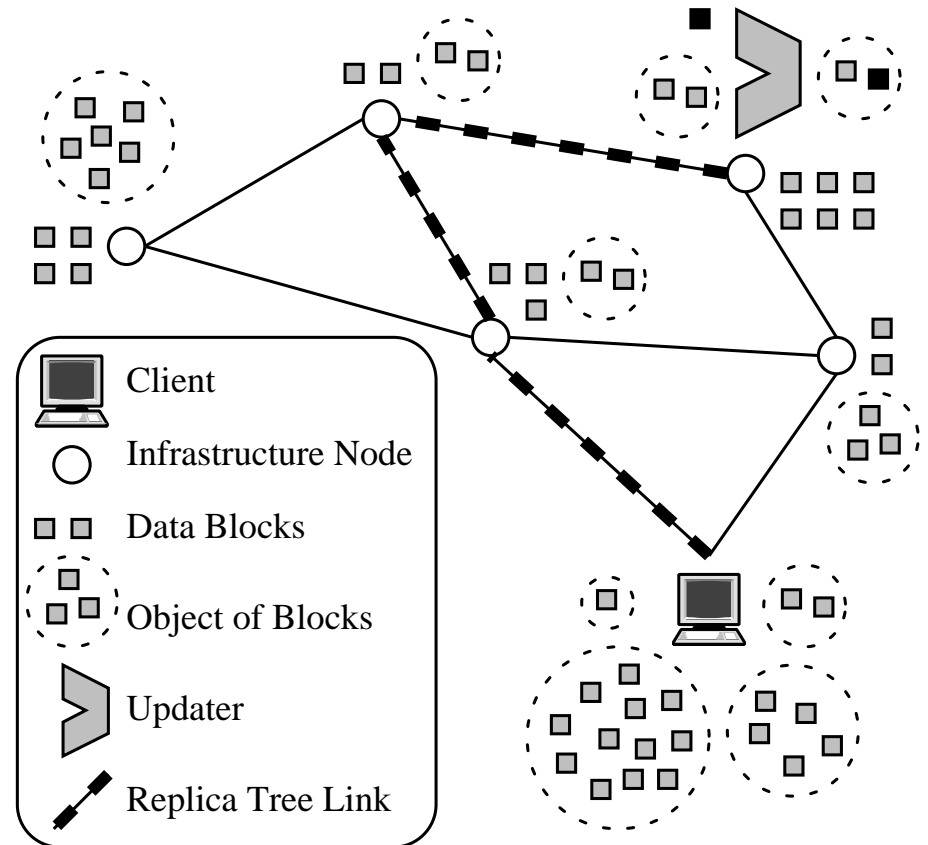 Client
Infrastructure Node
Data Blocks
Object of Blocks
Updater
Replica Tree Link